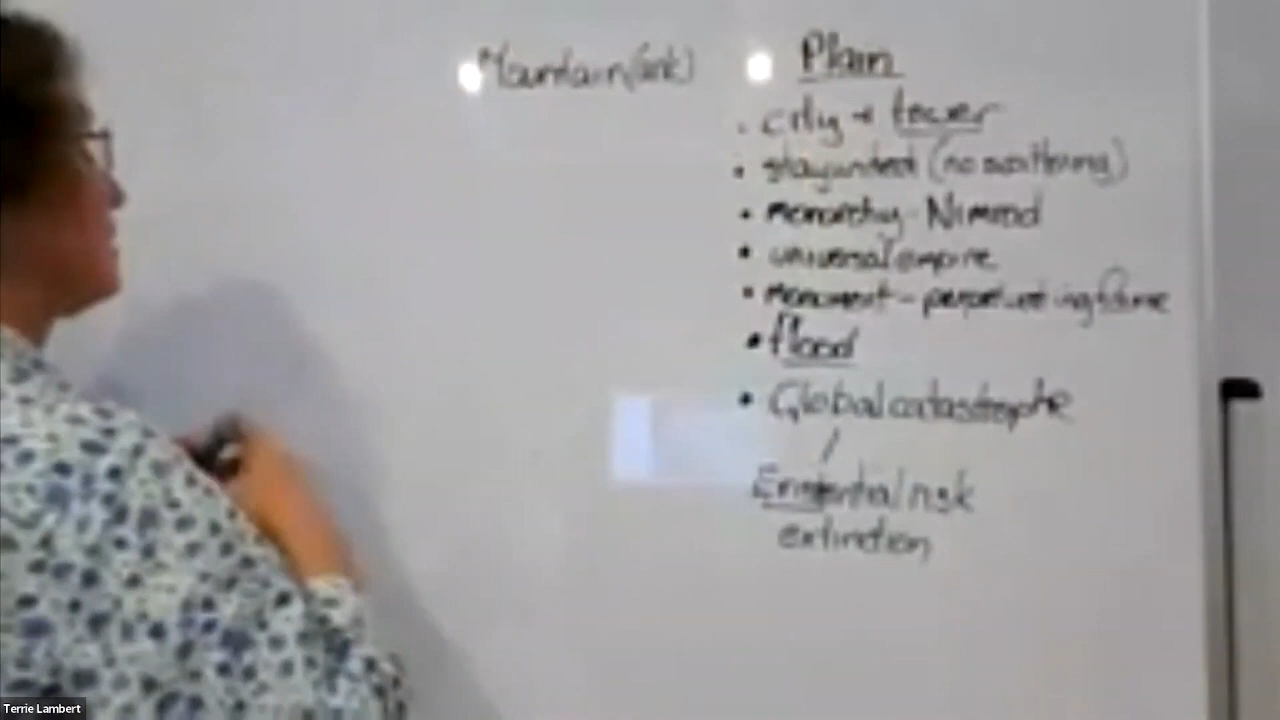 Mountain (ark)
Plain
• city + tower
• stay united (no scattering)
• monarchy - Nimrod
• universal empire
• monument - perpetuating fame
• flood
• Global catastrophe
/
Existential risk
extinction
Terrie Lambert